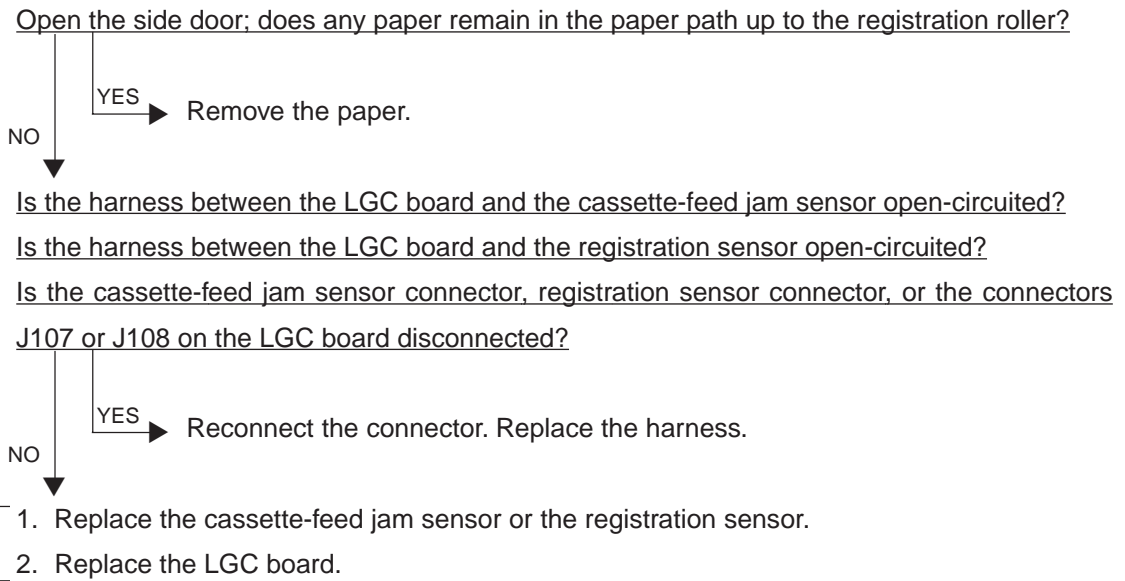 Open the side door; does any paper remain in the paper path up to the registration roller?
YES
Remove the paper.
NO
Is the harness between the LGC board and the cassette-feed jam sensor open-circuited?
Is the harness between the LGC board and the registration sensor open-circuited?
Is the cassette-feed jam sensor connector, registration sensor connector, or the connectors
J107 or J108 on the LGC board disconnected?
YES
Reconnect the connector. Replace the harness.
NO
1. Replace the cassette-feed jam sensor or the registration sensor.
2. Replace the LGC board.